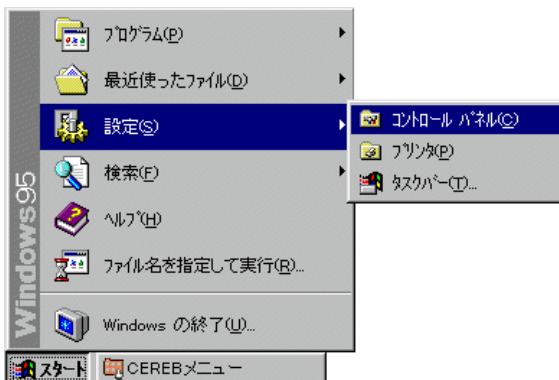 ﾌﾟﾛｸﾞﾗﾑ(P)
最近使ったﾌｧｲﾙ(D)
設定(S)
検索(F)
ﾍﾙﾌﾟ(H)
ﾌｧｲﾙ名を指定して実行(R)...
Windows の終了(U)...
Windows95
ｺﾝﾄﾛｰﾙ ﾊﾟﾈﾙ(C)
ﾌﾟﾘﾝﾀ(P)
ﾀｽｸﾊﾞｰ(T)...
スタート
CEREBメニュー